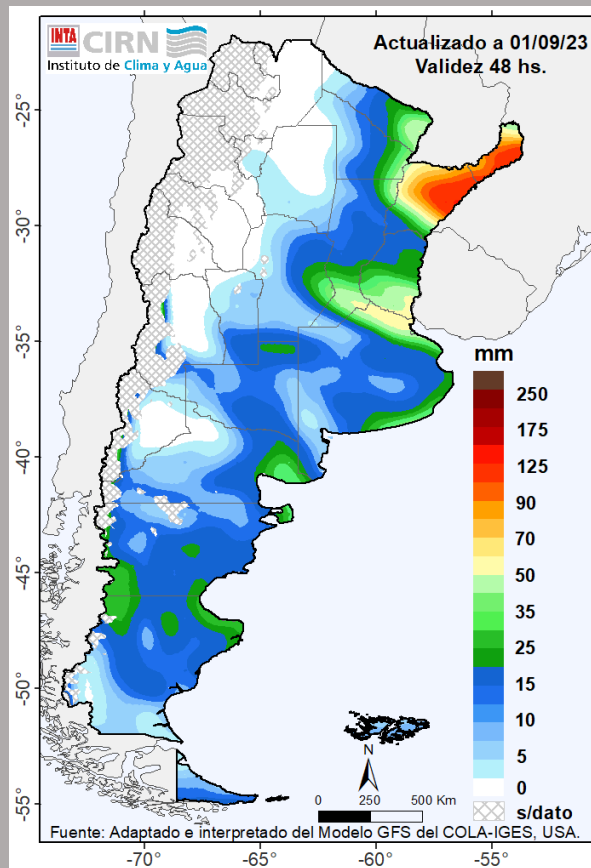 INTA CIRN
Instituto de Clima y Agua
Actualizado a 01/09/23
Validez 48 hs.
-25°
-30°
-35°
-40°
-45°
-50°
-55°
mm
250
175
125
90
70
50
35
25
15
10
5
0
s/dato
N
0 250 500 Km
Fuente: Adaptado e interpretado del Modelo GFS del COLA-IGES, USA.
-70° -65° -60° -55°